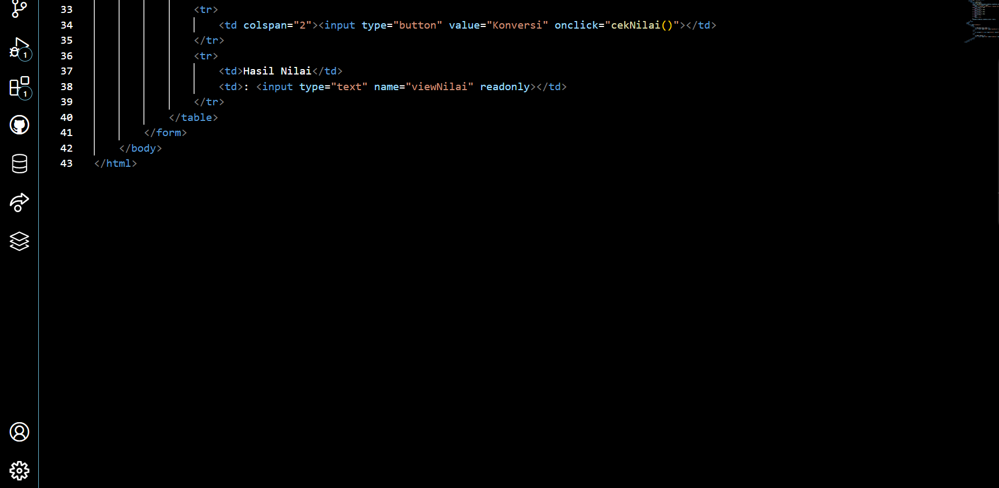 33 <tr>
34 <td colspan="2"><input type="button" value="Konversi" onclick="cekNilai()"></td>
35 </tr>
36 <tr>
37 <td>Hasil Nilai</td>
38 <td>: <input type="text" name="viewNilai" readonly></td>
39 </tr>
40 </table>
41 </form>
42 </body>
43 </html>
1
1